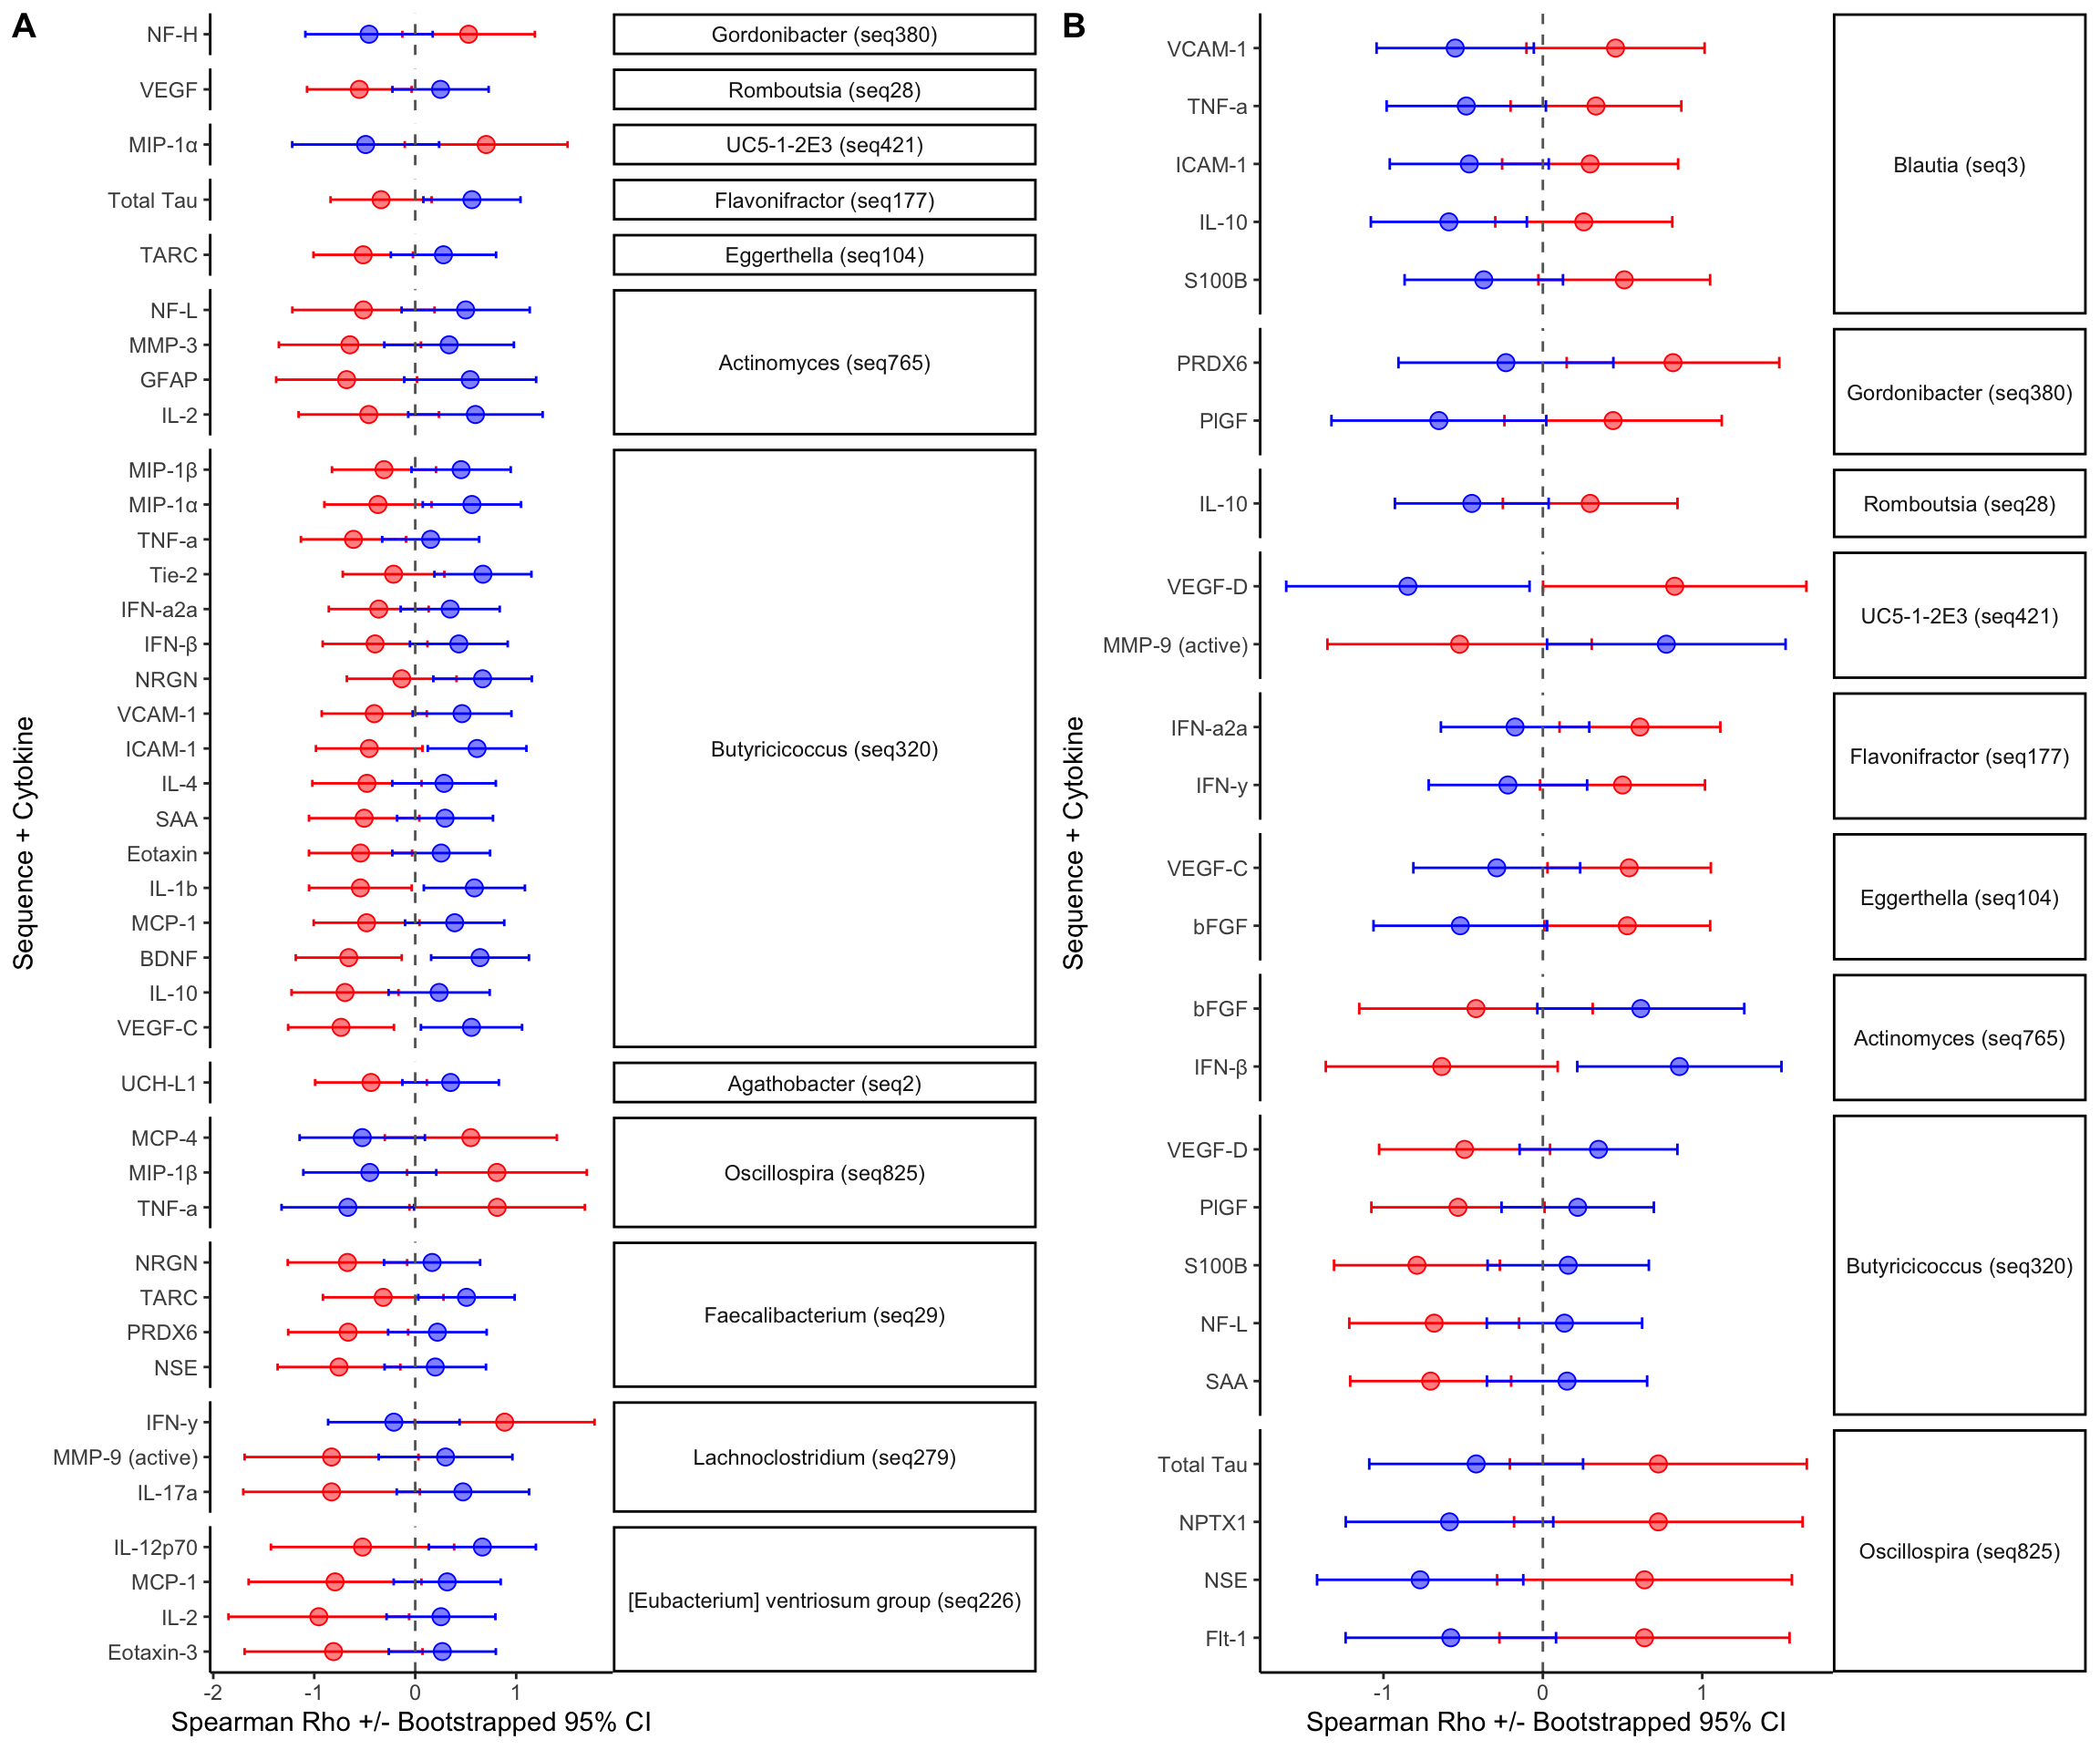 A
NF-H
Gordonibacter (seq380)
VEGF
Romboutsia (seq28)
MIP-1α
UC5-1-2E3 (seq421)
Total Tau
Flavonifractor (seq177)
TARC
Eggerthella (seq104)
NF-L
MMP-3
GFAP
IL-2
Actinomyces (seq765)
MIP-1β
MIP-1α
TNF-a
Tie-2
IFN-a2a
IFN-β
NRGN
VCAM-1
ICAM-1
IL-4
SAA
Eotaxin
IL-1b
MCP-1
BDNF
IL-10
VEGF-C
Butyricicoccus (seq320)
UCH-L1
Agathobacter (seq2)
MCP-4
MIP-1β
TNF-a
Oscillospira (seq825)
NRGN
TARC
PRDX6
NSE
Faecalibacterium (seq29)
IFN-y
MMP-9 (active)
IL-17a
Lachnoclostridium (seq279)
IL-12p70
MCP-1
IL-2
Eotaxin-3
[Eubacterium] ventriosum group (seq226)
-2 -1 0 1
Spearman Rho +/- Bootstrapped 95% CI
Sequence + Cytokine
B
VCAM-1
TNF-a
ICAM-1
IL-10
S100B
Blautia (seq3)
PRDX6
PlGF
Gordonibacter (seq380)
IL-10
Romboutsia (seq28)
VEGF-D
MMP-9 (active)
UC5-1-2E3 (seq421)
IFN-a2a
IFN-y
Flavonifractor (seq177)
VEGF-C
bFGF
Eggerthella (seq104)
bFGF
IFN-β
Actinomyces (seq765)
VEGF-D
PlGF
S100B
NF-L
SAA
Butyricicoccus (seq320)
Total Tau
NPTX1
NSE
Flt-1
Oscillospira (seq825)
-1 0 1
Spearman Rho +/- Bootstrapped 95% CI
Sequence + Cytokine